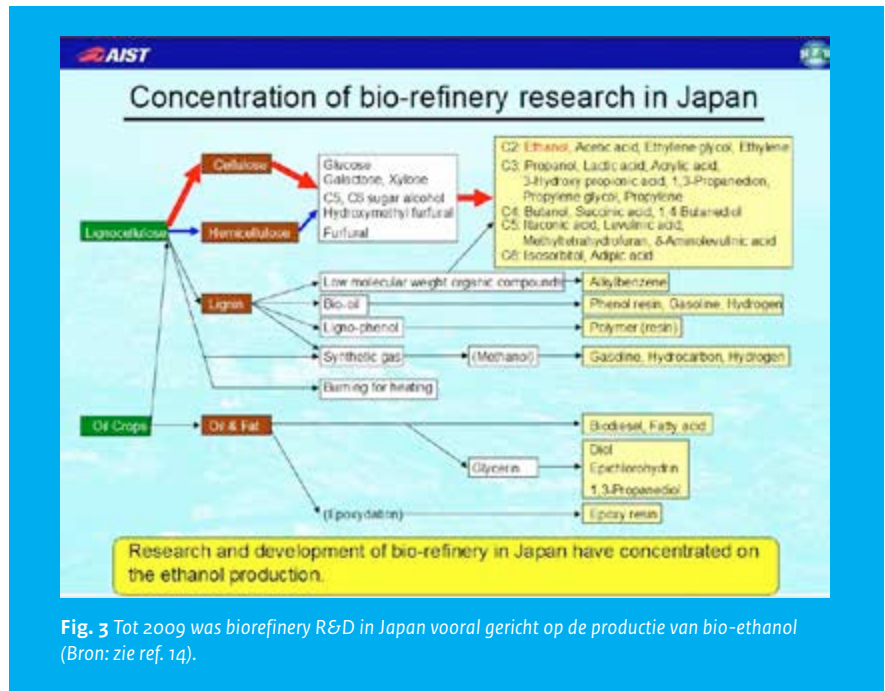 AIST
Concentration of bio-refinery research in Japan
Lignocellulose
Cellulose
Hemicellulose
Glucose
Galactose, Xylose
C5, C6 sugar alcohol
Hydroxymethyl furfural
Furfural
C2: Ethanol, Acetic acid, Ethylene glycol, Ethylene
C3: Propanol, Lactic acid, Acrylic acid,
3-Hydroxy propionic acid, 1,3-Propanedion,
Propylene glycol, Propylene
C4: Butanol, Succinic acid, 1,4-Butanediol
C5: Itaconic acid, Levulinic acid,
Methyltetrahydrofuran, δ-Aminolevulinic acid
C6: Isosorbitol, Adipic acid
Lignin
Low molecular weight organic compounds
Alkylbenzene
Bio-oil
Phenol resin, Gasoline, Hydrogen
Ligno-phenol
Polymer (resin)
Synthetic gas
(Methanol)
Gasoline, Hydrocarbon, Hydrogen
Burning for heating
Oil Crops
Oil & Fat
Biodiesel, Fatty acid
Glycerin
Diol
Epichlorohydrin
1,3-Propanediol
(Epoxydation)
Epoxy resin
Research and development of bio-refinery in Japan have concentrated on
the ethanol production.
Fig. 3 Tot 2009 was biorefinery R&D in Japan vooral gericht op de productie van bio-ethanol
(Bron: zie ref. 14).